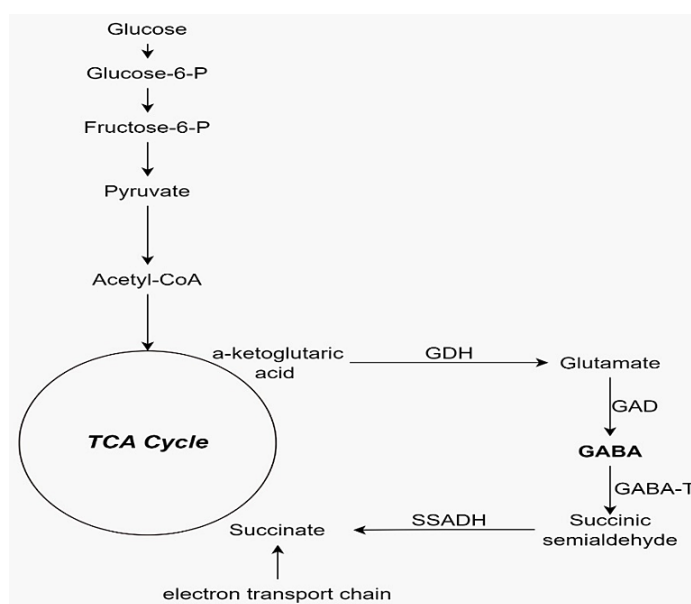 Glucose
Glucose-6-P
Fructose-6-P
Pyruvate
Acetyl-CoA
a-ketoglutaric
acid
GDH
Glutamate
GAD
TCA Cycle
GABA
GABA-T
Succinic
semialdehyde
SSADH
Succinate
electron transport chain